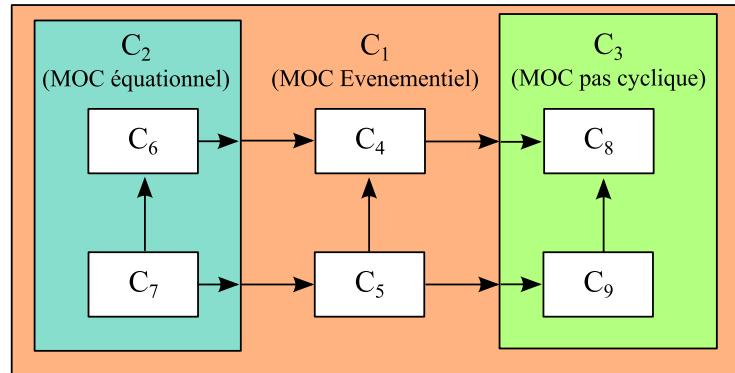 C₂
(MOC équationnel)
C₁
(MOC Evenementiel)
C₃
(MOC pas cyclique)
C₆
C₄
C₈
C₇
C₅
C₉